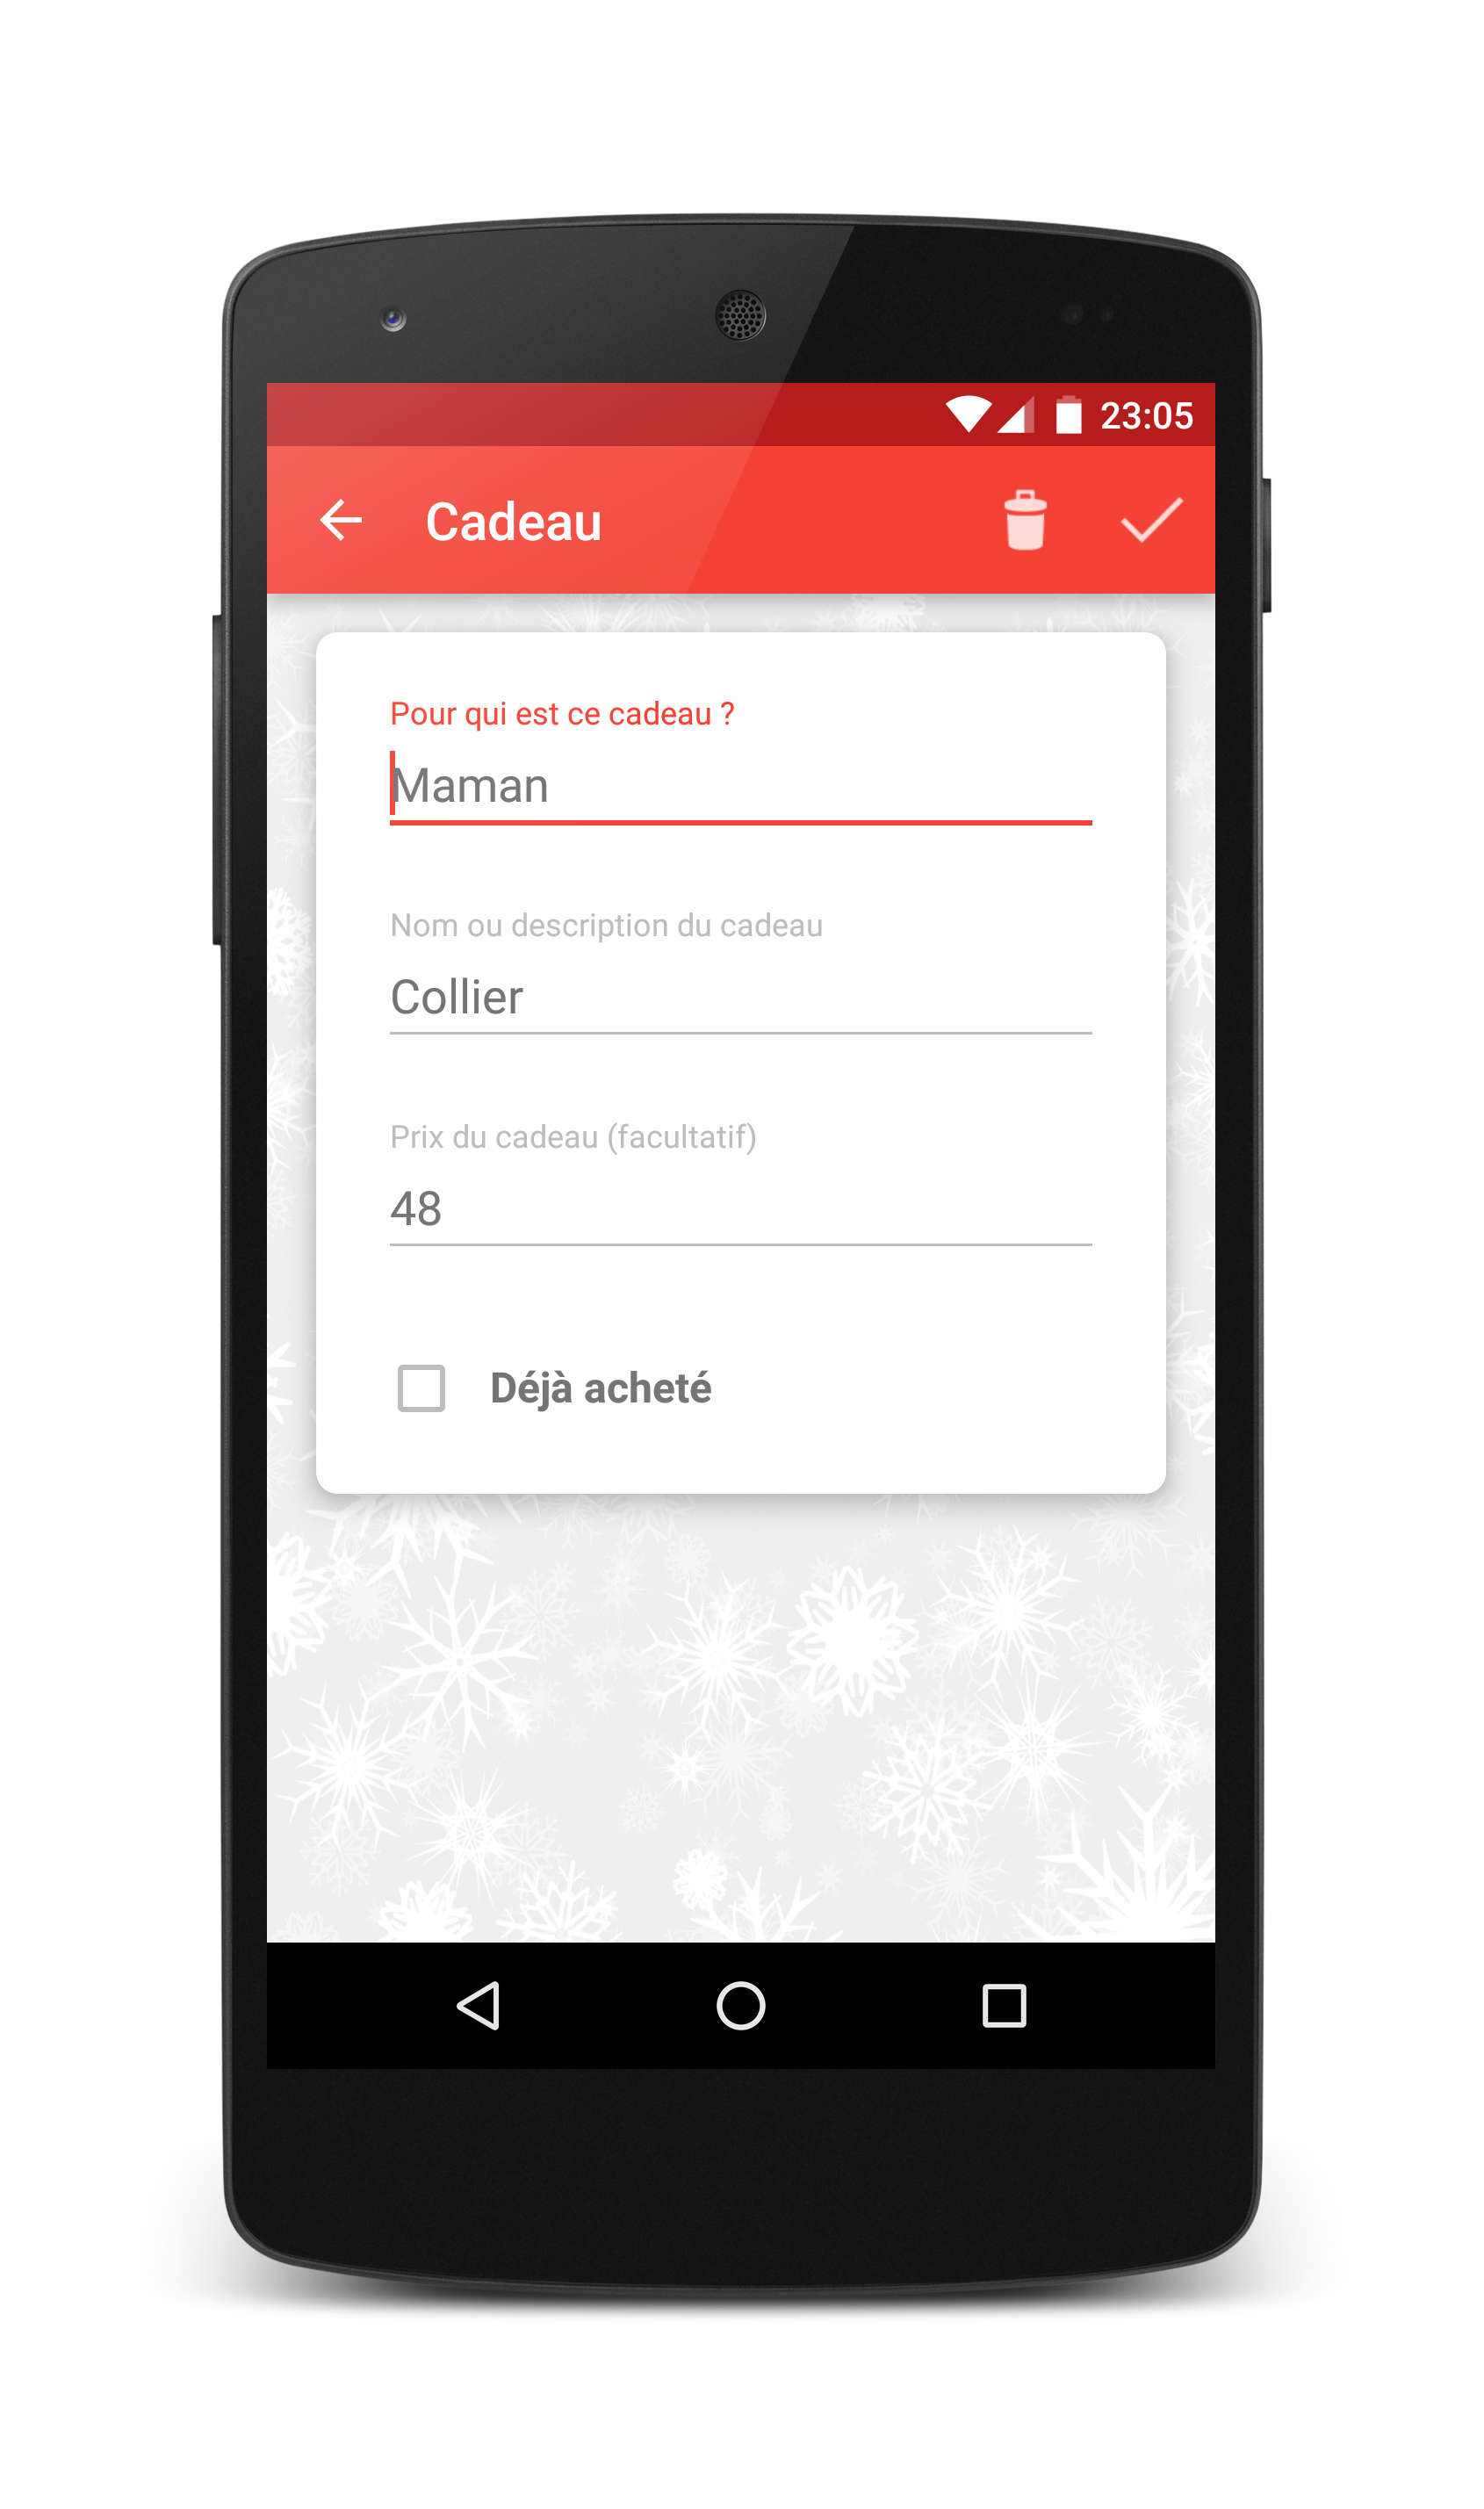 23:05
Cadeau
Pour qui est ce cadeau ?
Maman
Nom ou description du cadeau
Collier
Prix du cadeau (facultatif)
48
Déjà acheté